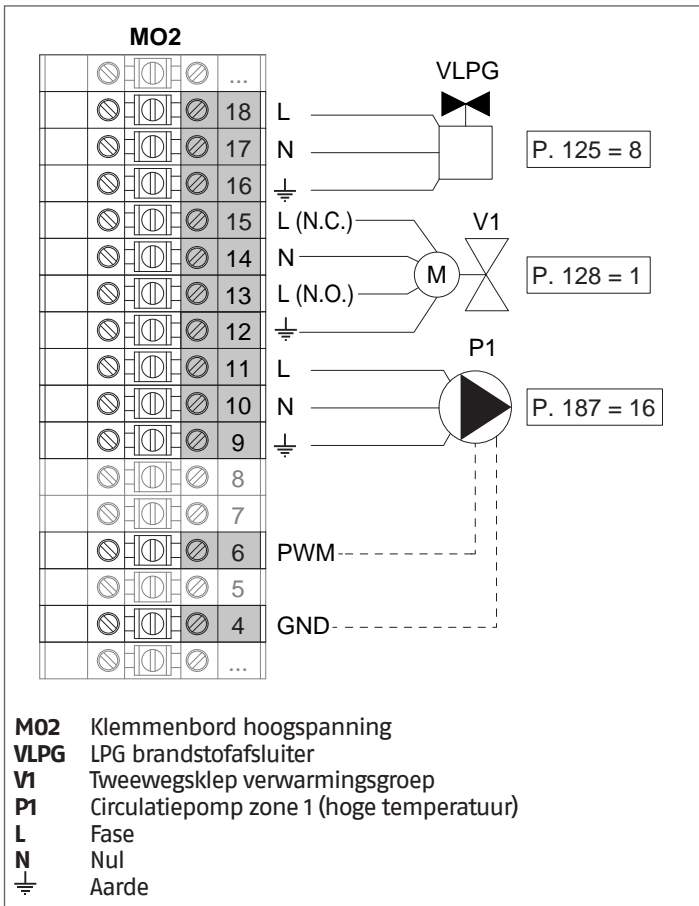 MO2
...
VLPG
18 L
17 N P. 125 = 8
16
15 L (N.C.) V1
14 N
M P. 128 = 1
13 L (N.O.)
12
P1
11 L
10 N P. 187 = 16
9
8
7
6 PWM
5
4 GND
...
M02 Klemmenbord hoogspanning
VLPG LPG brandstofafsluiter
V1 Tweewegsklep verwarmingsgroep
P1 Circulatiepomp zone 1 (hoge temperatuur)
L Fase
N Nul
Aarde